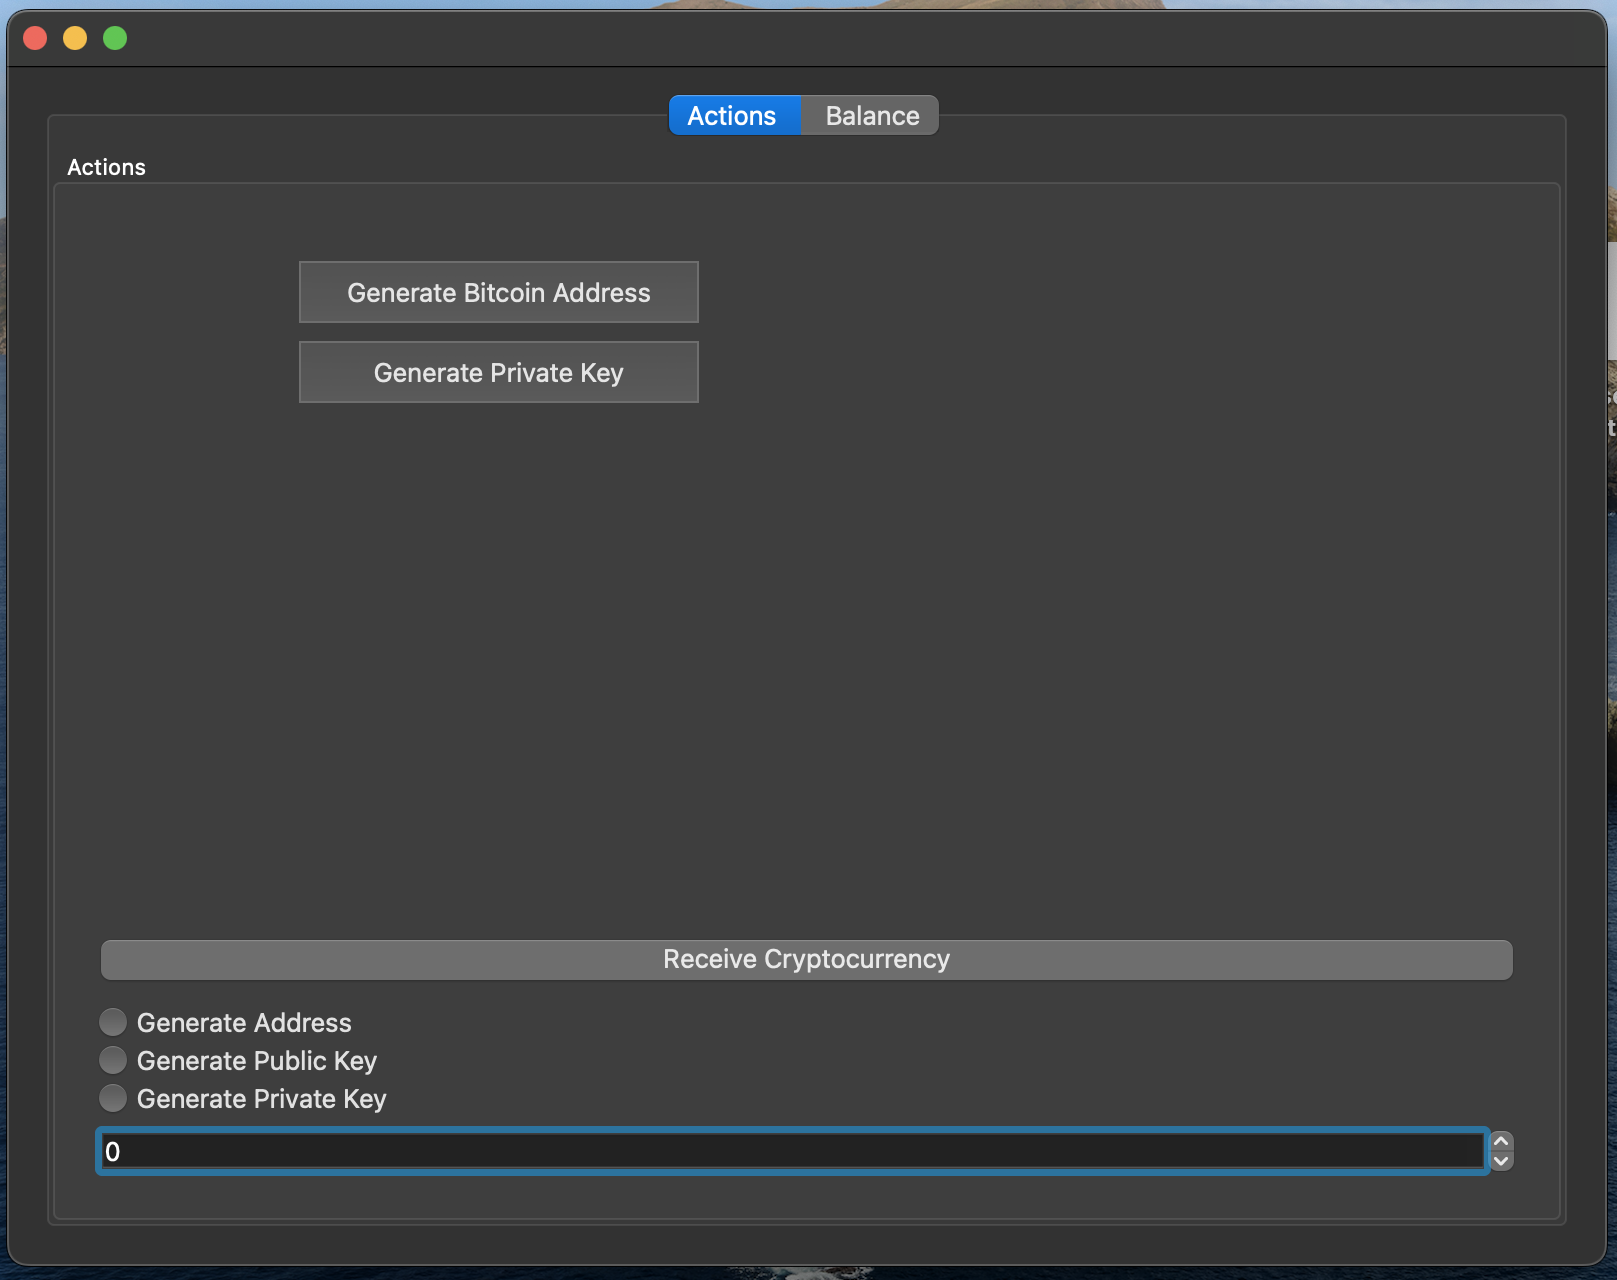 Actions Balance
Actions
Generate Bitcoin Address
Generate Private Key
Receive Cryptocurrency
Generate Address
Generate Public Key
Generate Private Key
0